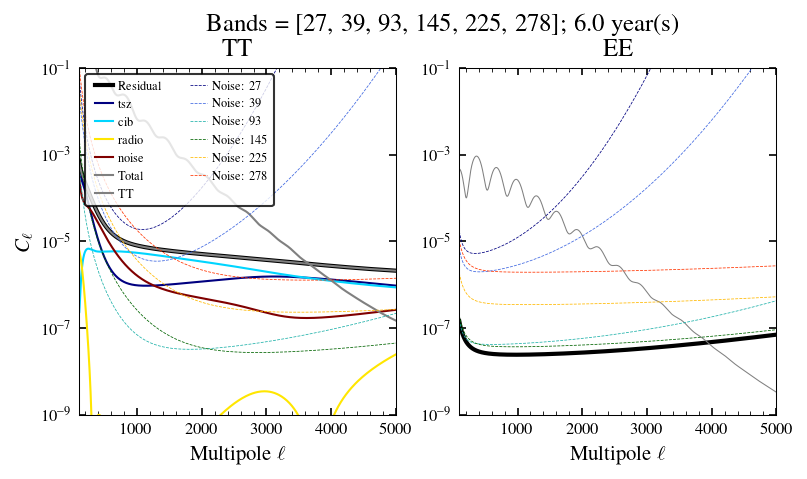 Bands = [27, 39, 93, 145, 225, 278]; 6.0 year(s)
TT
EE
10⁻¹
10⁻³
10⁻⁵
10⁻⁷
10⁻⁹
C_ℓ
Residual
tsz
cib
radio
noise
Total
TT
Noise: 27
Noise: 39
Noise: 93
Noise: 145
Noise: 225
Noise: 278
1000 2000 3000 4000 5000
Multipole ℓ
10⁻¹
10⁻³
10⁻⁵
10⁻⁷
10⁻⁹
1000 2000 3000 4000 5000
Multipole ℓ